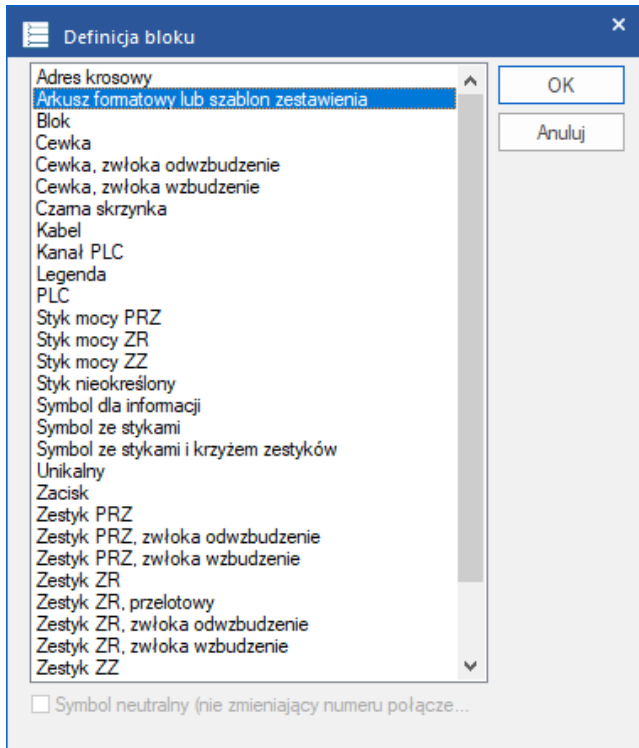 Definicja bloku
Adres krosowy
Arkusz formatowy lub szablon zestawienia
Blok
Cewka
Cewka, zwłoka odwzbudzenie
Cewka, zwłoka wzbudzenie
Czarna skrzynka
Kabel
Kanał PLC
Legenda
PLC
Styk mocy PRZ
Styk mocy ZR
Styk mocy ZZ
Styk nieokreślony
Symbol dla informacji
Symbol ze stykami
Symbol ze stykami i krzyżem zestyków
Unikalny
Zacisk
Zestyk PRZ
Zestyk PRZ, zwłoka odwzbudzenie
Zestyk PRZ, zwłoka wzbudzenie
Zestyk ZR
Zestyk ZR, przelotowy
Zestyk ZR, zwłoka odwzbudzenie
Zestyk ZR, zwłoka wzbudzenie
Zestyk ZZ
OK
Anuluj
Symbol neutralny (nie zmieniający numeru połącze...